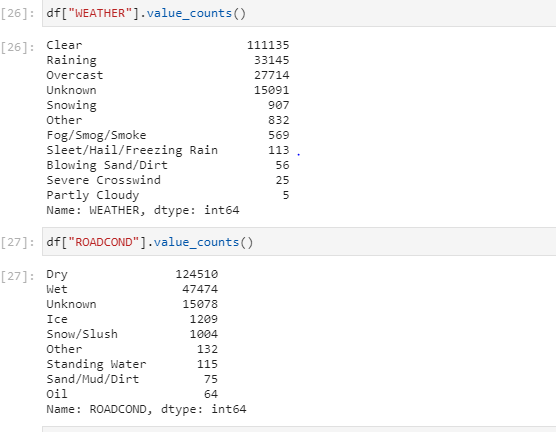 [26]: df["WEATHER"].value_counts()
[26]: Clear 111135
Raining 33145
Overcast 27714
Unknown 15091
Snowing 907
Other 832
Fog/Smog/Smoke 569
Sleet/Hail/Freezing Rain 113
Blowing Sand/Dirt 56
Severe Crosswind 25
Partly Cloudy 5
Name: WEATHER, dtype: int64
[27]: df["ROADCOND"].value_counts()
[27]: Dry 124510
Wet 47474
Unknown 15078
Ice 1209
Snow/Slush 1004
Other 132
Standing Water 115
Sand/Mud/Dirt 75
Oil 64
Name: ROADCOND, dtype: int64